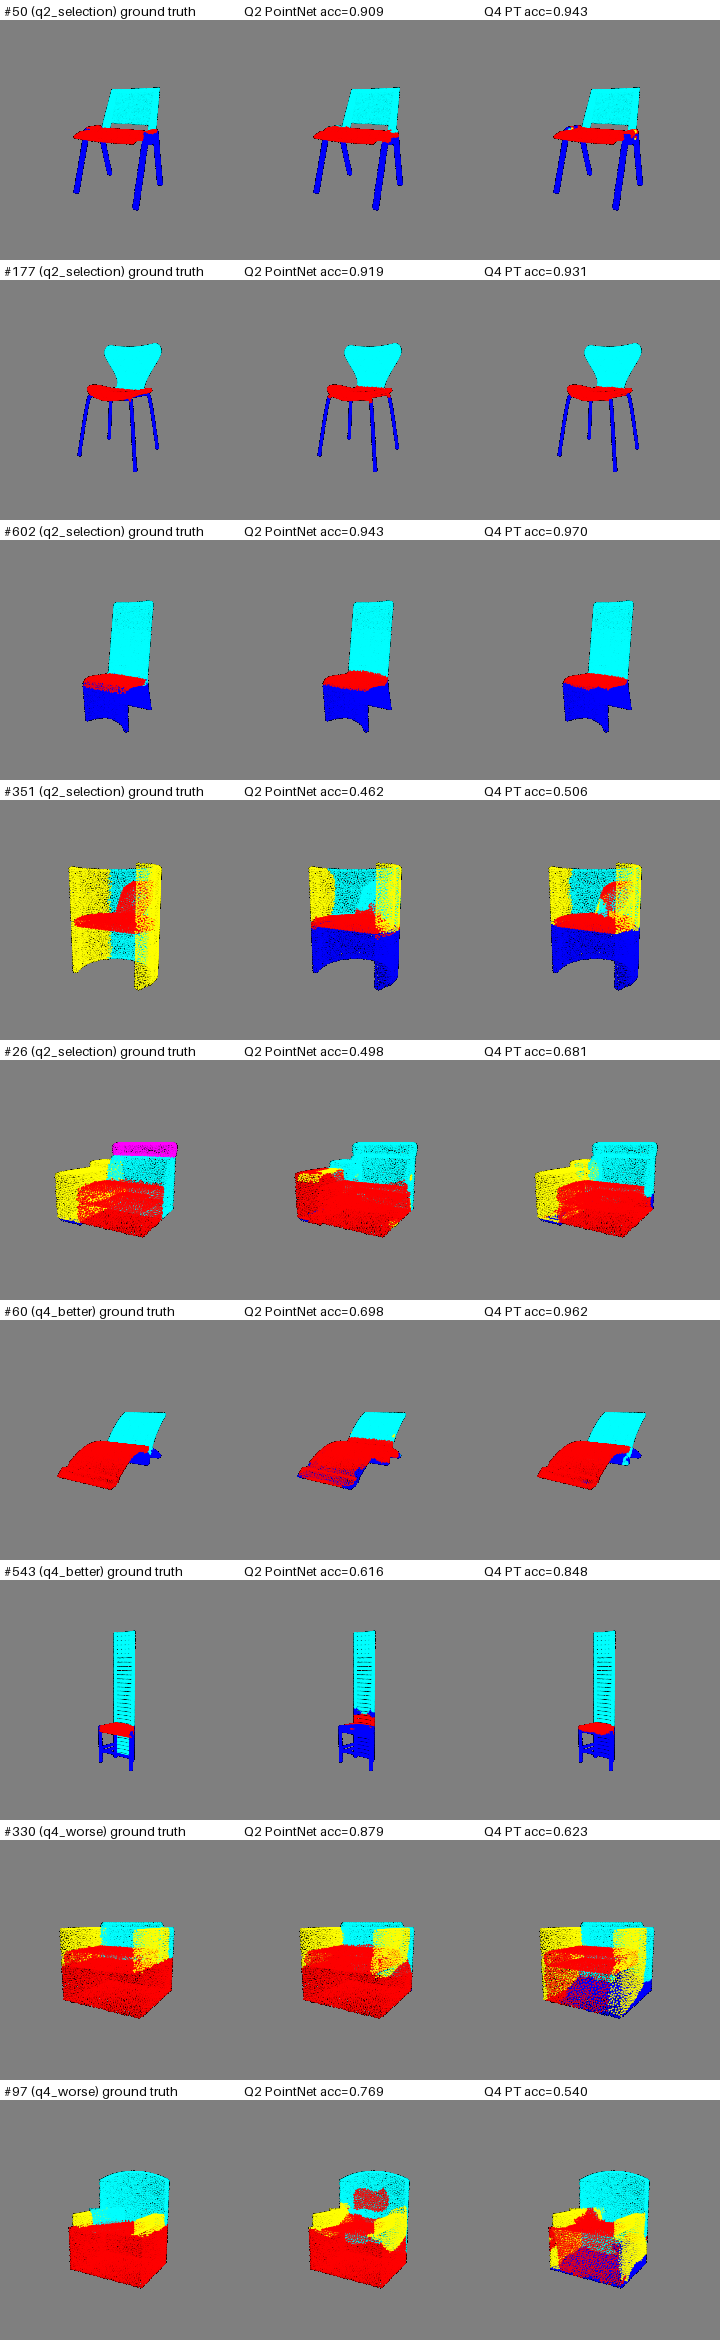 #50 (q2_selection) ground truth Q2 PointNet acc=0.909 Q4 PT acc=0.943
#177 (q2_selection) ground truth Q2 PointNet acc=0.919 Q4 PT acc=0.931
#602 (q2_selection) ground truth Q2 PointNet acc=0.943 Q4 PT acc=0.970
#351 (q2_selection) ground truth Q2 PointNet acc=0.462 Q4 PT acc=0.506
#26 (q2_selection) ground truth Q2 PointNet acc=0.498 Q4 PT acc=0.681
#60 (q4_better) ground truth Q2 PointNet acc=0.698 Q4 PT acc=0.962
#543 (q4_better) ground truth Q2 PointNet acc=0.616 Q4 PT acc=0.848
#330 (q4_worse) ground truth Q2 PointNet acc=0.879 Q4 PT acc=0.623
#97 (q4_worse) ground truth Q2 PointNet acc=0.769 Q4 PT acc=0.540